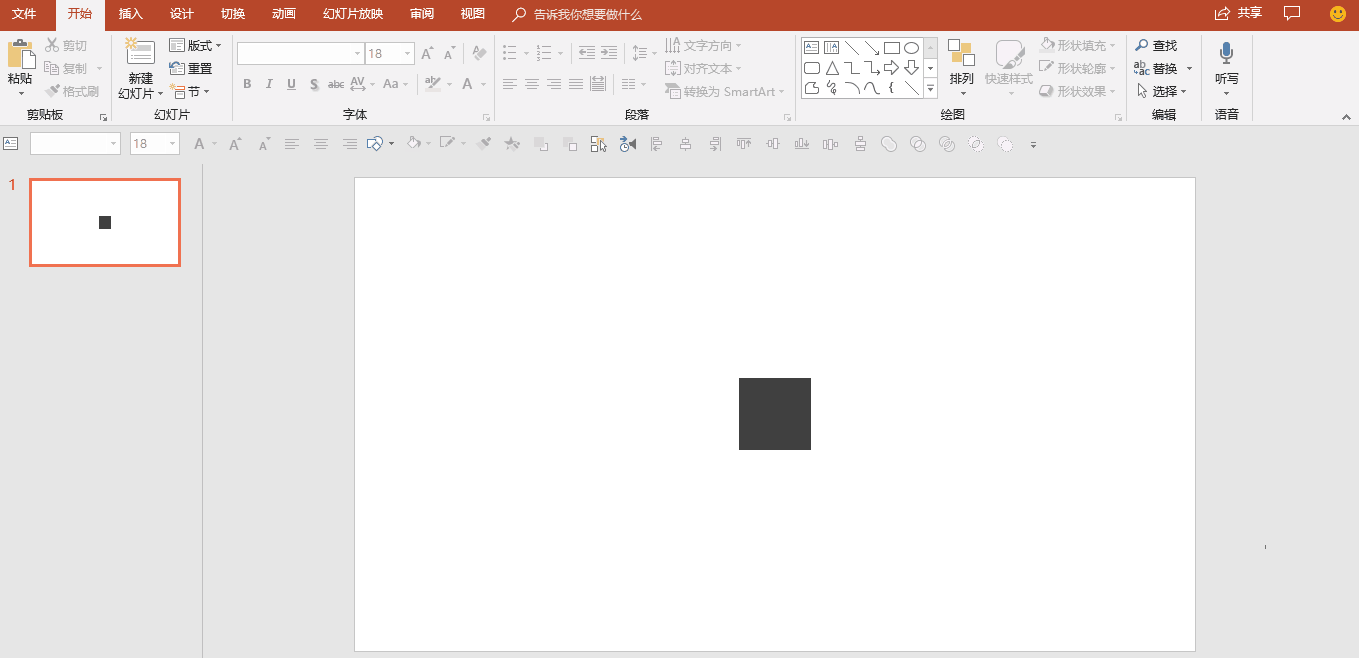 文件 开始 插入 设计 切换 动画 幻灯片放映 审阅 视图 告诉我你想要做什么 共享
剪切 版式 18 文字方向 形状填充 查找
粘贴 复制 新建 重置 对齐文本 排列 快速样式 形状轮廓 替换 听写
格式刷 幻灯片 节 B I U S abc AV Aa A 转换为 SmartArt 形状效果 选择
剪贴板 幻灯片 字体 段落 绘图 编辑 语音
18 A A A
1